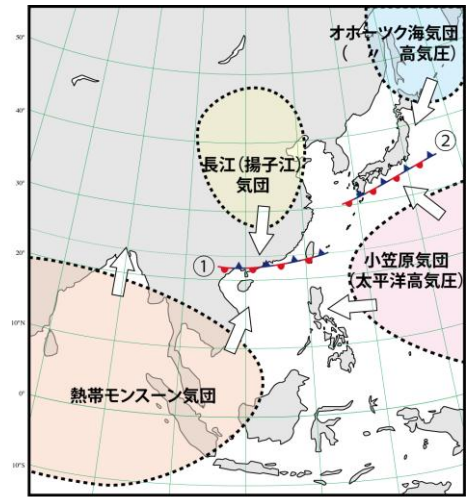 オホーツク海気団
( 〃 高気圧)
50°
40°
②
長江(揚子江)
気団
30°
20°
①
小笠原気団
(太平洋高気圧)
10°N
熱帯モンスーン気団
0°
10°S